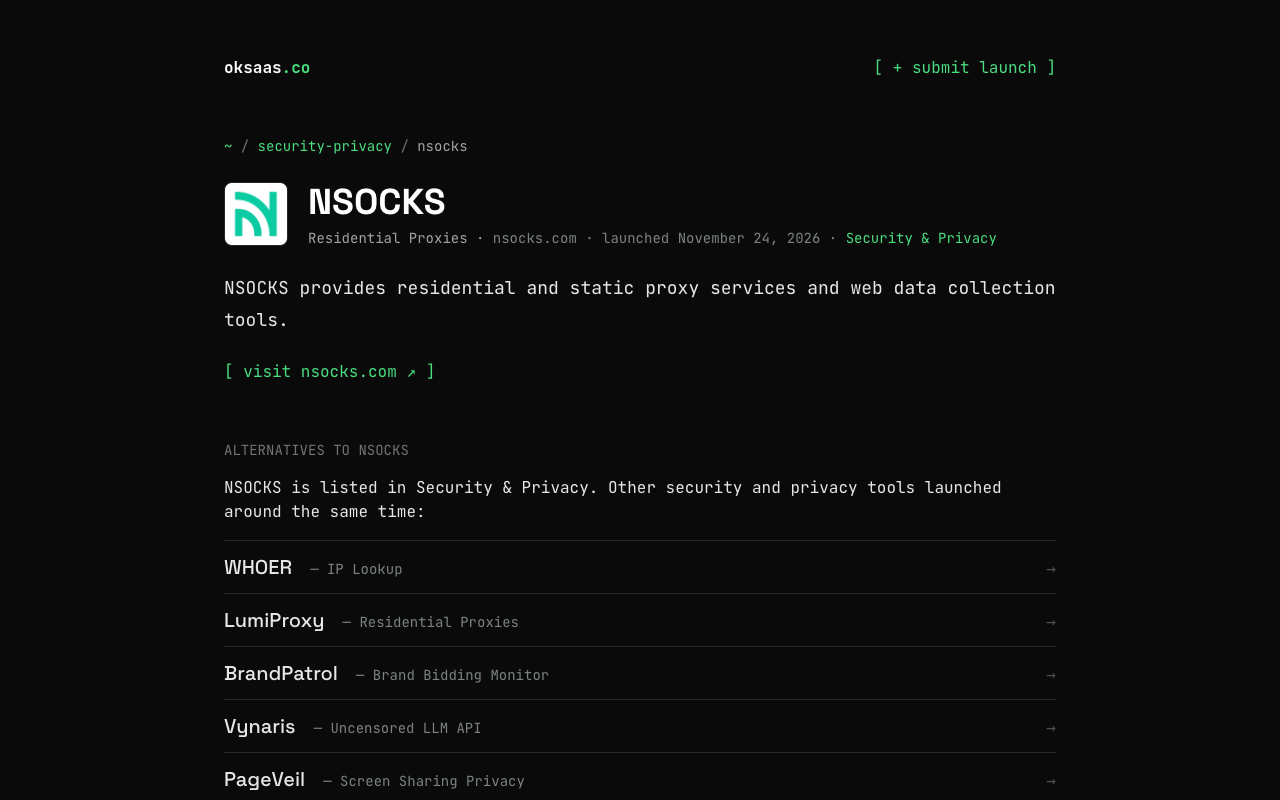 oksaas.co
[ + submit launch ]
~ / security-privacy / nsocks
NSOCKS
Residential Proxies · nsocks.com · launched November 24, 2026 · Security & Privacy
NSOCKS provides residential and static proxy services and web data collection
tools.
[ visit nsocks.com ↗ ]
ALTERNATIVES TO NSOCKS
NSOCKS is listed in Security & Privacy. Other security and privacy tools launched
around the same time:
WHOER — IP Lookup →
LumiProxy — Residential Proxies →
BrandPatrol — Brand Bidding Monitor →
Vynaris — Uncensored LLM API →
PageVeil — Screen Sharing Privacy →